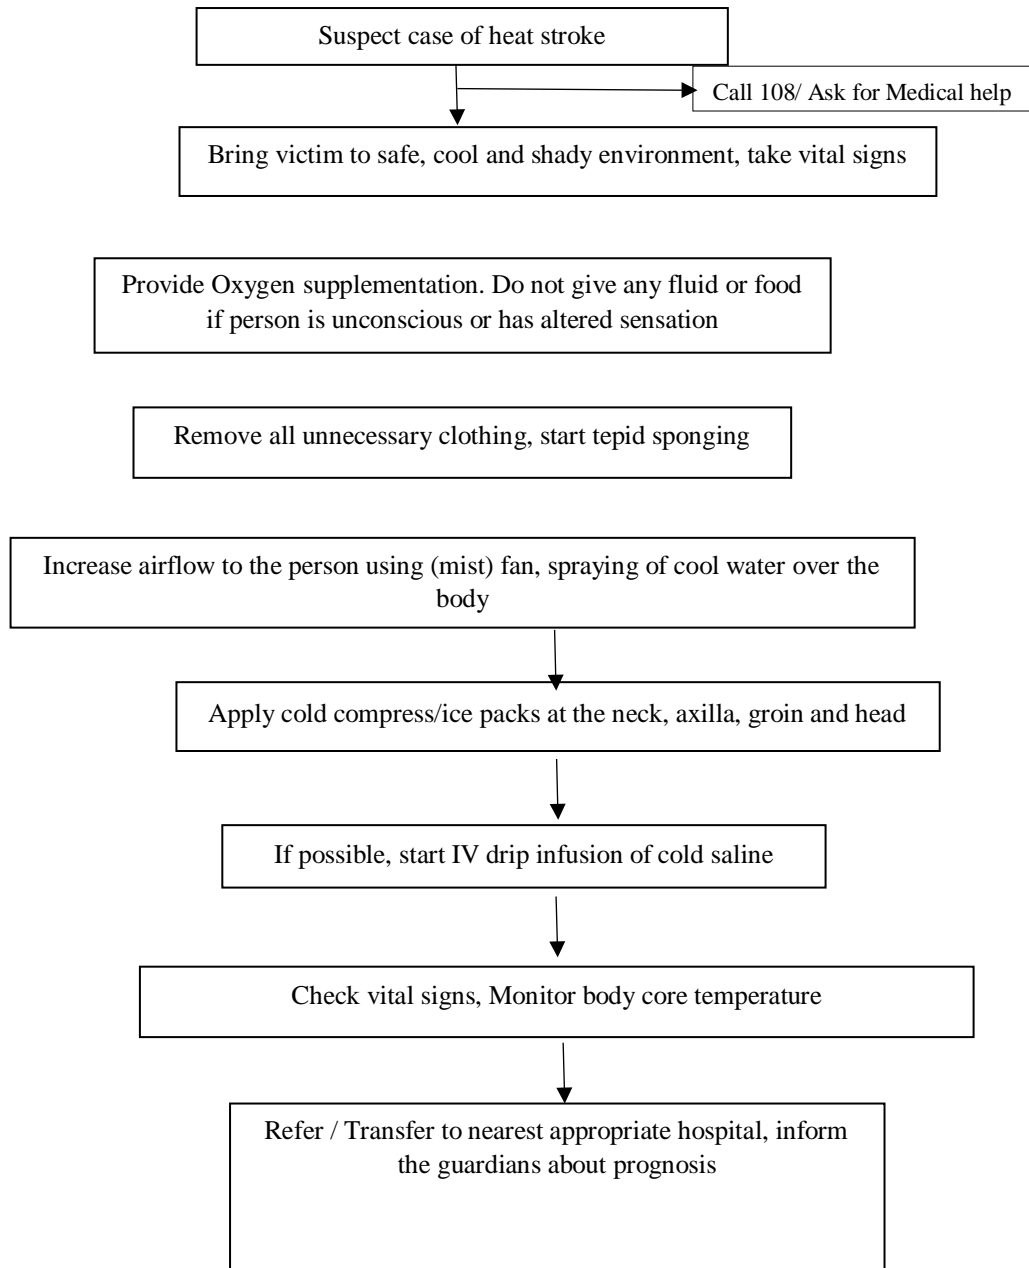 Suspect case of heat stroke
Call 108/ Ask for Medical help
Bring victim to safe, cool and shady environment, take vital signs
Provide Oxygen supplementation. Do not give any fluid or food
if person is unconscious or has altered sensation
Remove all unnecessary clothing, start tepid sponging
Increase airflow to the person using (mist) fan, spraying of cool water over the
body
Apply cold compress/ice packs at the neck, axilla, groin and head
If possible, start IV drip infusion of cold saline
Check vital signs, Monitor body core temperature
Refer / Transfer to nearest appropriate hospital, inform
the guardians about prognosis